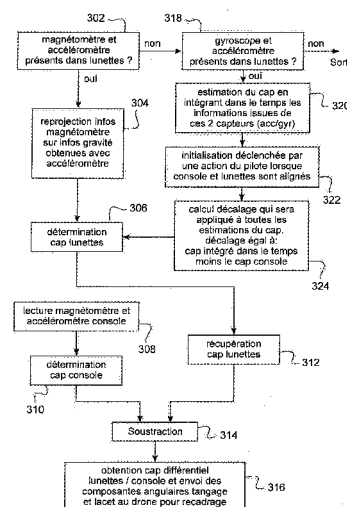 302
magnétomètre et
accéléromètre
présents dans lunettes ?
non
318
gyroscope et
accéléromètre
présents dans lunettes ?
non
Sort
oui
oui
304
reprojection infos
magnétomètre
sur infos gravité
obtenues avec
accéléromètre
estimation du cap en
intégrant dans le temps les
informations issues de
ces 2 capteurs (acc/gyr)
320
initialisation déclenchée par
une action du pilote lorsque
console et lunettes sont alignés
322
306
détermination
cap lunettes
calcul décalage qui sera
appliqué à toutes les
estimations du cap.
décalage égal à:
cap intégré dans le temps
moins le cap console
324
lecture magnétomètre et
accéléromètre console
308
détermination
cap console
310
récupération
cap lunettes
312
Soustraction
314
obtention cap différentiel
lunettes / console et envoi des
composantes angulaires tangage
et lacet au drone pour recadrage
316